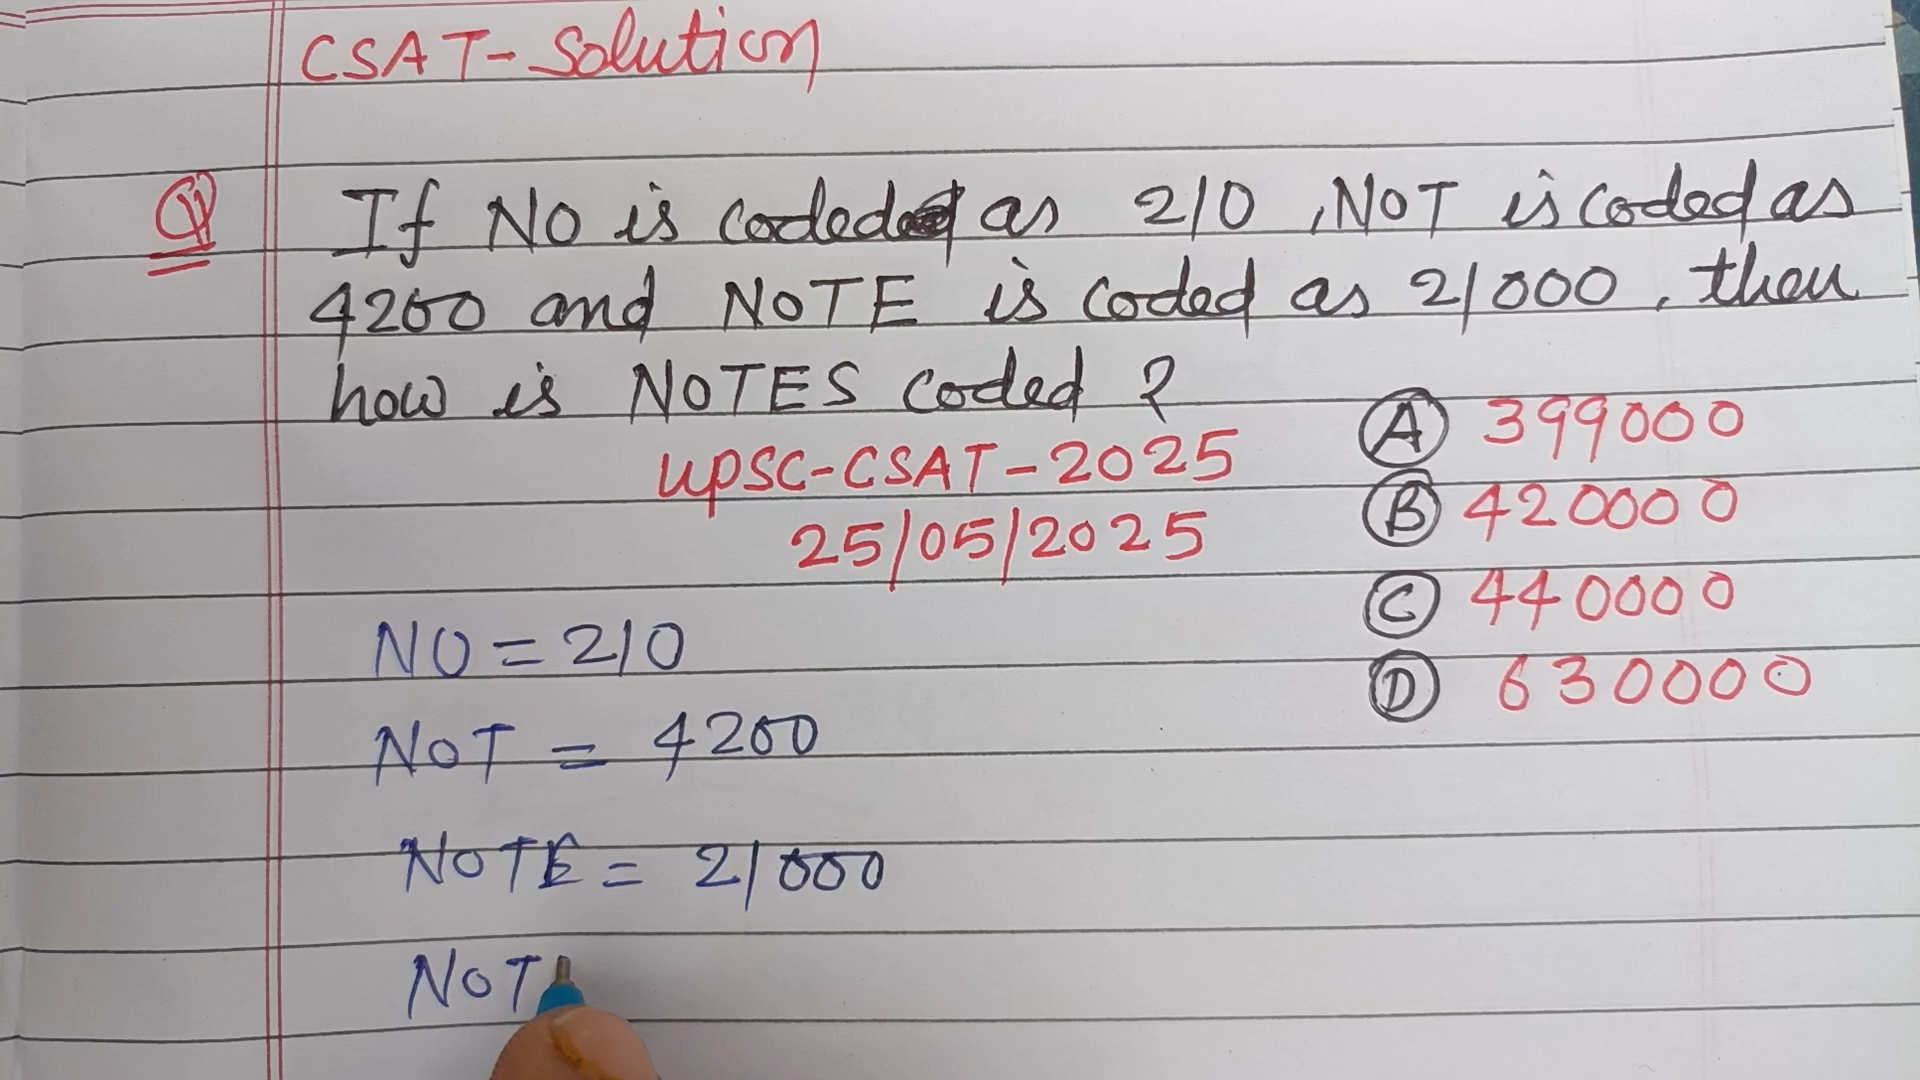 CSAT- Solution
Q If NO is coded as 210, NOT is coded as
4200 and NOTE is coded as 21000, then
how is NOTES coded ?
UPSC-CSAT-2025
25/05/2025
A 399000
B 420000
C 440000
D 630000
NO = 210
NOT = 4200
NOTE = 21000
NOT